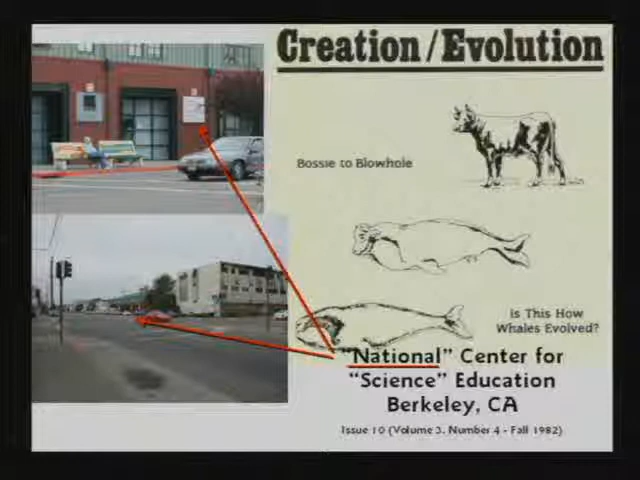 Creation/Evolution
Bossie to Blowhole
Is This How
Whales Evolved?
"National" Center for
"Science" Education
Berkeley, CA
Issue 10 (Volume 3, Number 4 - Fall 1982)